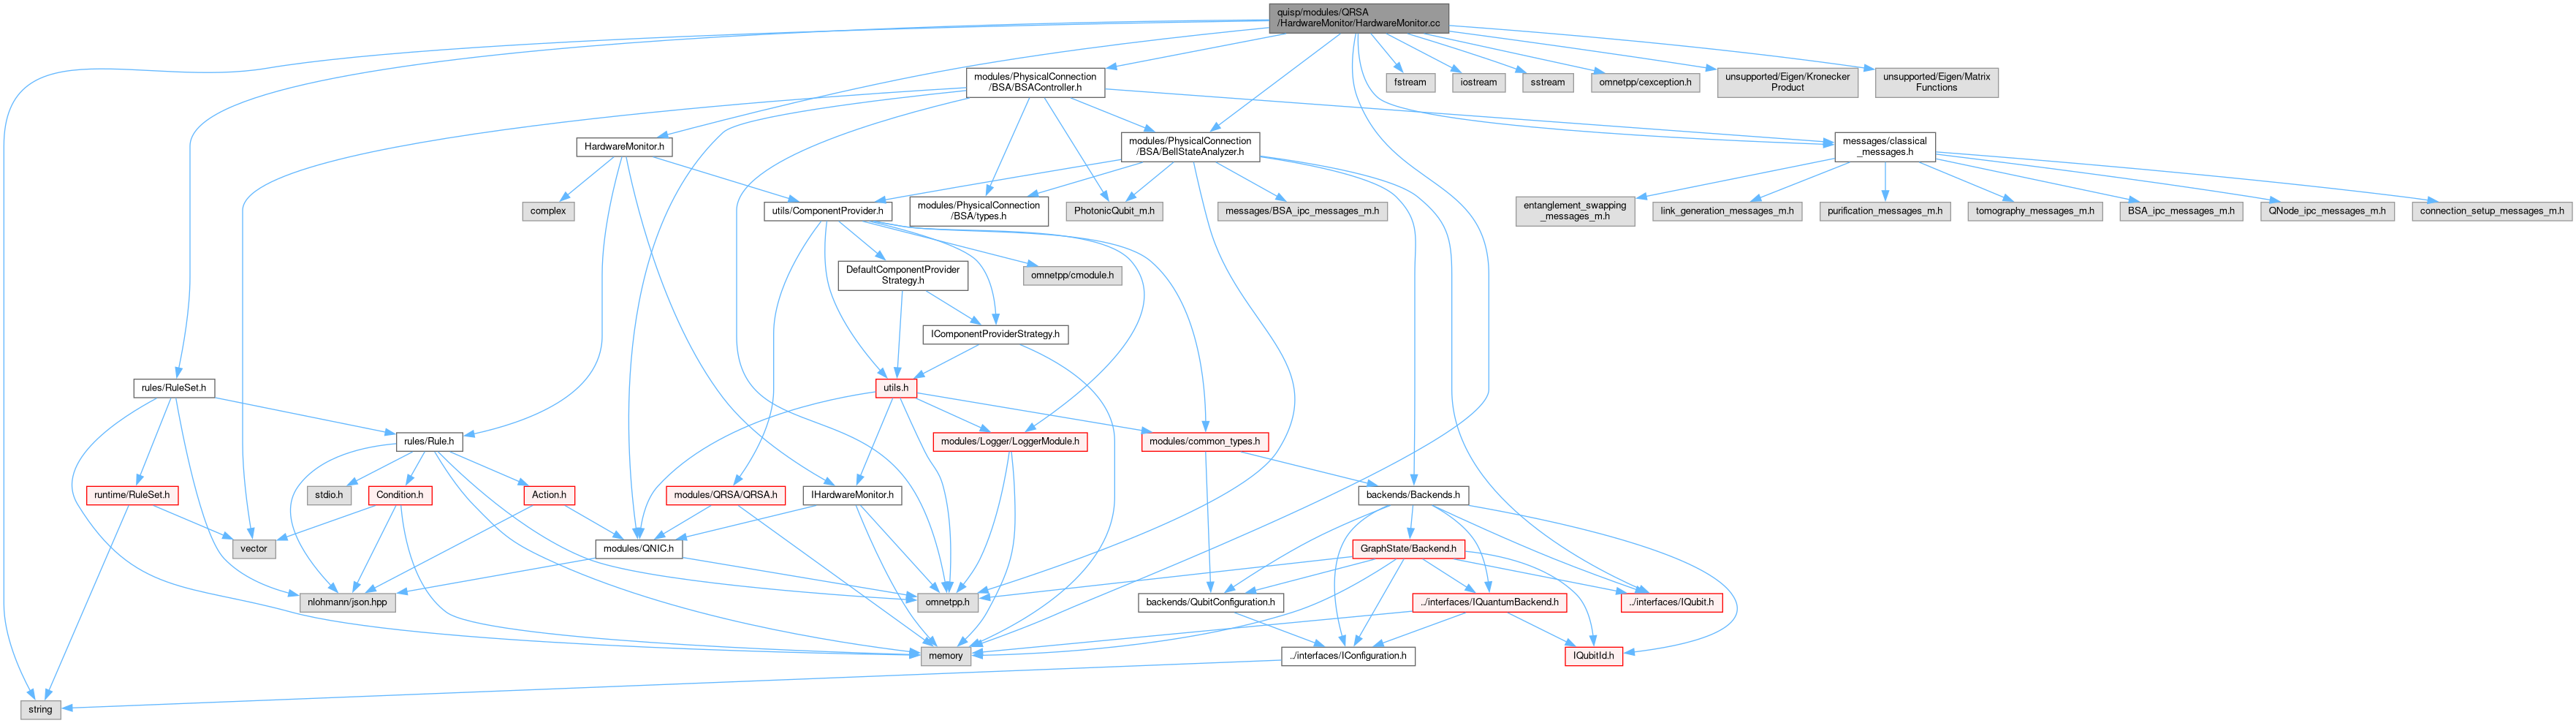 quisp/modules/QRSA
/HardwareMonitor/HardwareMonitor.cc
modules/PhysicalConnection
/BSA/BSAController.h
fstream
iostream
sstream
omnetpp/cexception.h
unsupported/Eigen/Kronecker
Product
unsupported/Eigen/Matrix
Functions
HardwareMonitor.h
modules/PhysicalConnection
/BSA/BellStateAnalyzer.h
messages/classical
_messages.h
complex
utils/ComponentProvider.h
modules/PhysicalConnection
/BSA/types.h
PhotonicQubit_m.h
messages/BSA_ipc_messages_m.h
entanglement_swapping
_messages_m.h
link_generation_messages_m.h
purification_messages_m.h
tomography_messages_m.h
BSA_ipc_messages_m.h
QNode_ipc_messages_m.h
connection_setup_messages_m.h
DefaultComponentProvider
Strategy.h
omnetpp/cmodule.h
IComponentProviderStrategy.h
rules/RuleSet.h
utils.h
rules/Rule.h
modules/Logger/LoggerModule.h
modules/common_types.h
runtime/RuleSet.h
stdio.h
Condition.h
Action.h
modules/QRSA/QRSA.h
IHardwareMonitor.h
backends/Backends.h
vector
modules/QNIC.h
GraphState/Backend.h
nlohmann/json.hpp
omnetpp.h
backends/QubitConfiguration.h
../interfaces/IQuantumBackend.h
../interfaces/IQubit.h
memory
../interfaces/IConfiguration.h
IQubitId.h
string